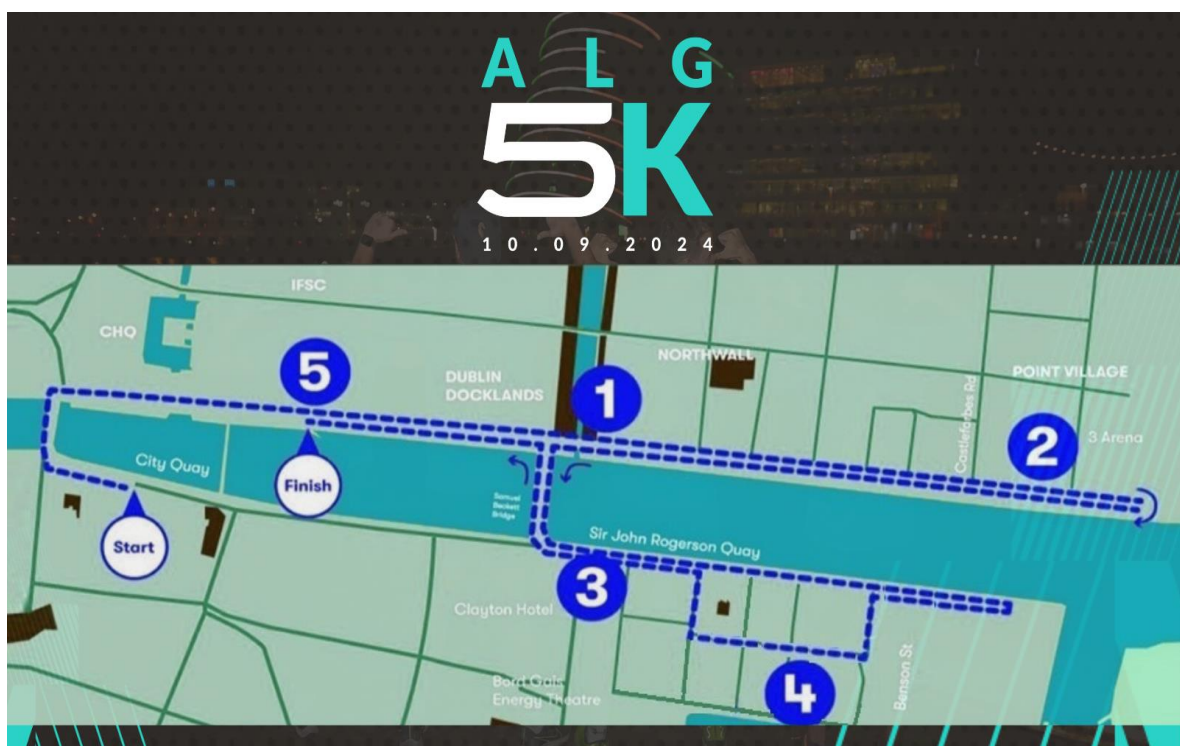 A L G
5K
10.09.2024
IFSC
CHQ
5
DUBLIN
DOCKLANDS
1
NORTHWALL
POINT VILLAGE
Castleforbes Rd
2
3 Arena
City Quay
Finish
Samuel
Beckett
Bridge
Start
Sir John Rogerson Quay
3
Clayton Hotel
4
Benson St
Bord Gais
Energy Theatre